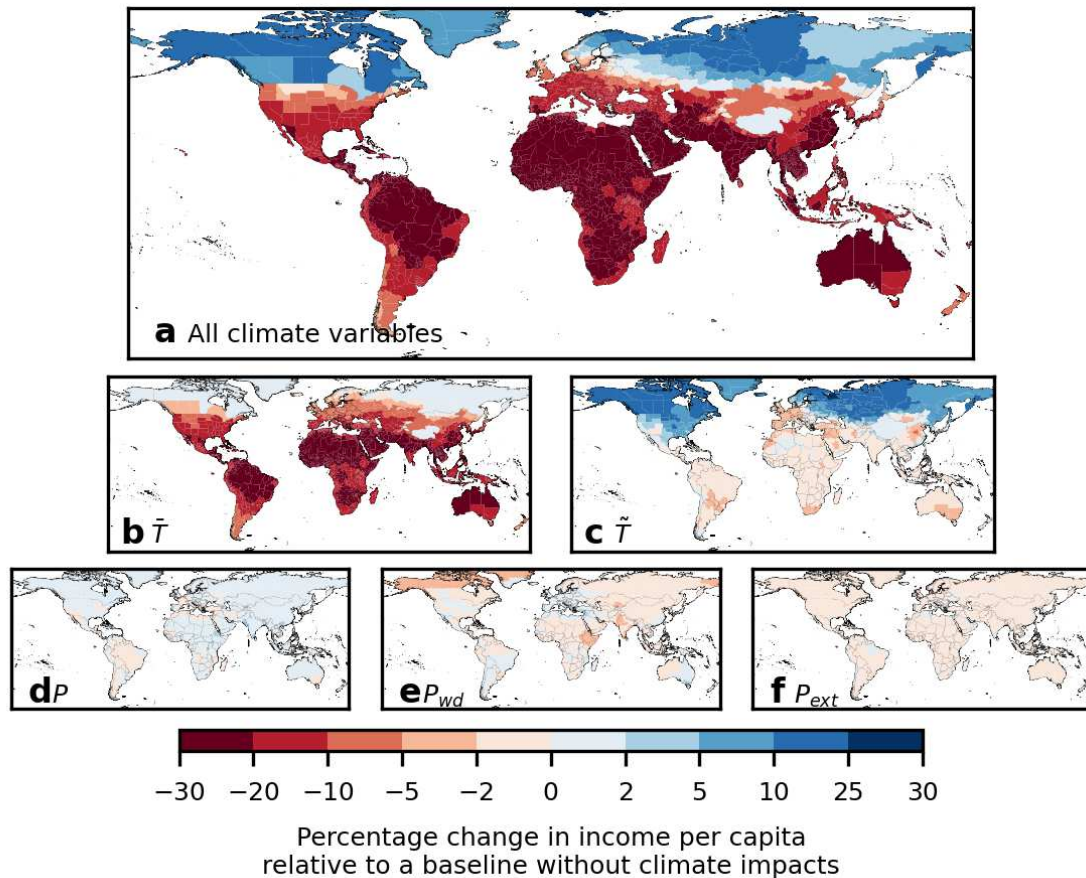 a All climate variables
b T̄
c T̃
d P
e P_wd
f P_ext
−30 −20 −10 −5 −2 0 2 5 10 25 30
Percentage change in income per capita
relative to a baseline without climate impacts